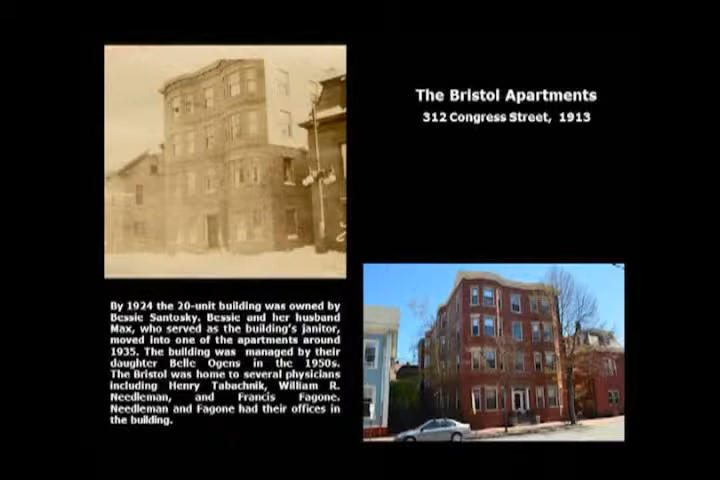 The Bristol Apartments
312 Congress Street, 1913
By 1924 the 20-unit building was owned by
Bessie Santosky. Bessie and her husband
Max, who served as the building's janitor,
moved into one of the apartments around
1935. The building was managed by their
daughter Belle Ogens in the 1950s.
The Bristol was home to several physicians
including Henry Tabachnik, William R.
Needleman, and Francis Fagone.
Needleman and Fagone had their offices in
the building.